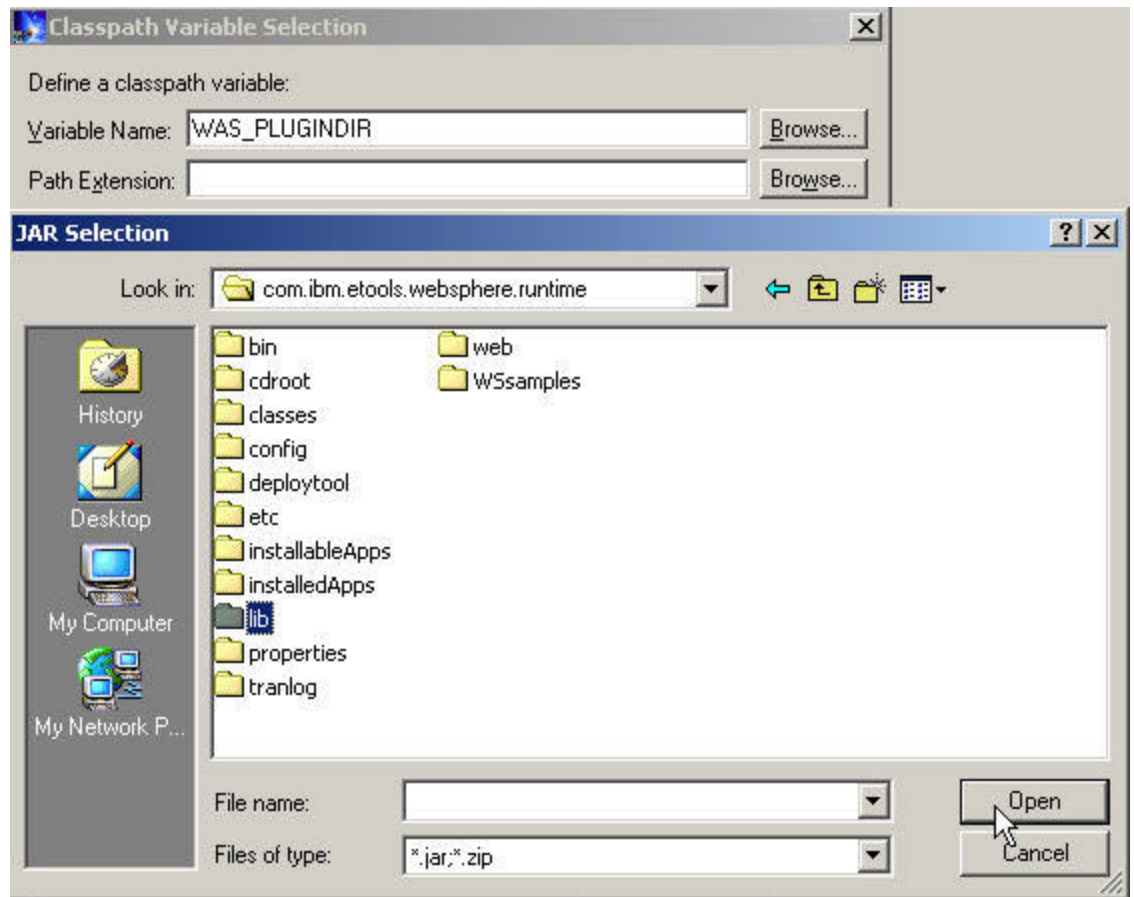 Classpath Variable Selection
Define a classpath variable:
Variable Name: WAS_PLUGINDIR Browse...
Path Extension: Browse...
JAR Selection
Look in: com.ibm.etools.websphere.runtime
bin web
cdroot WSsamples
classes
History
config
deploytool
Desktop
etc
installableApps
installedApps
My Computer
lib
properties
tranlog
My Network P...
File name: Open
Files of type: *.jar;*.zip Cancel